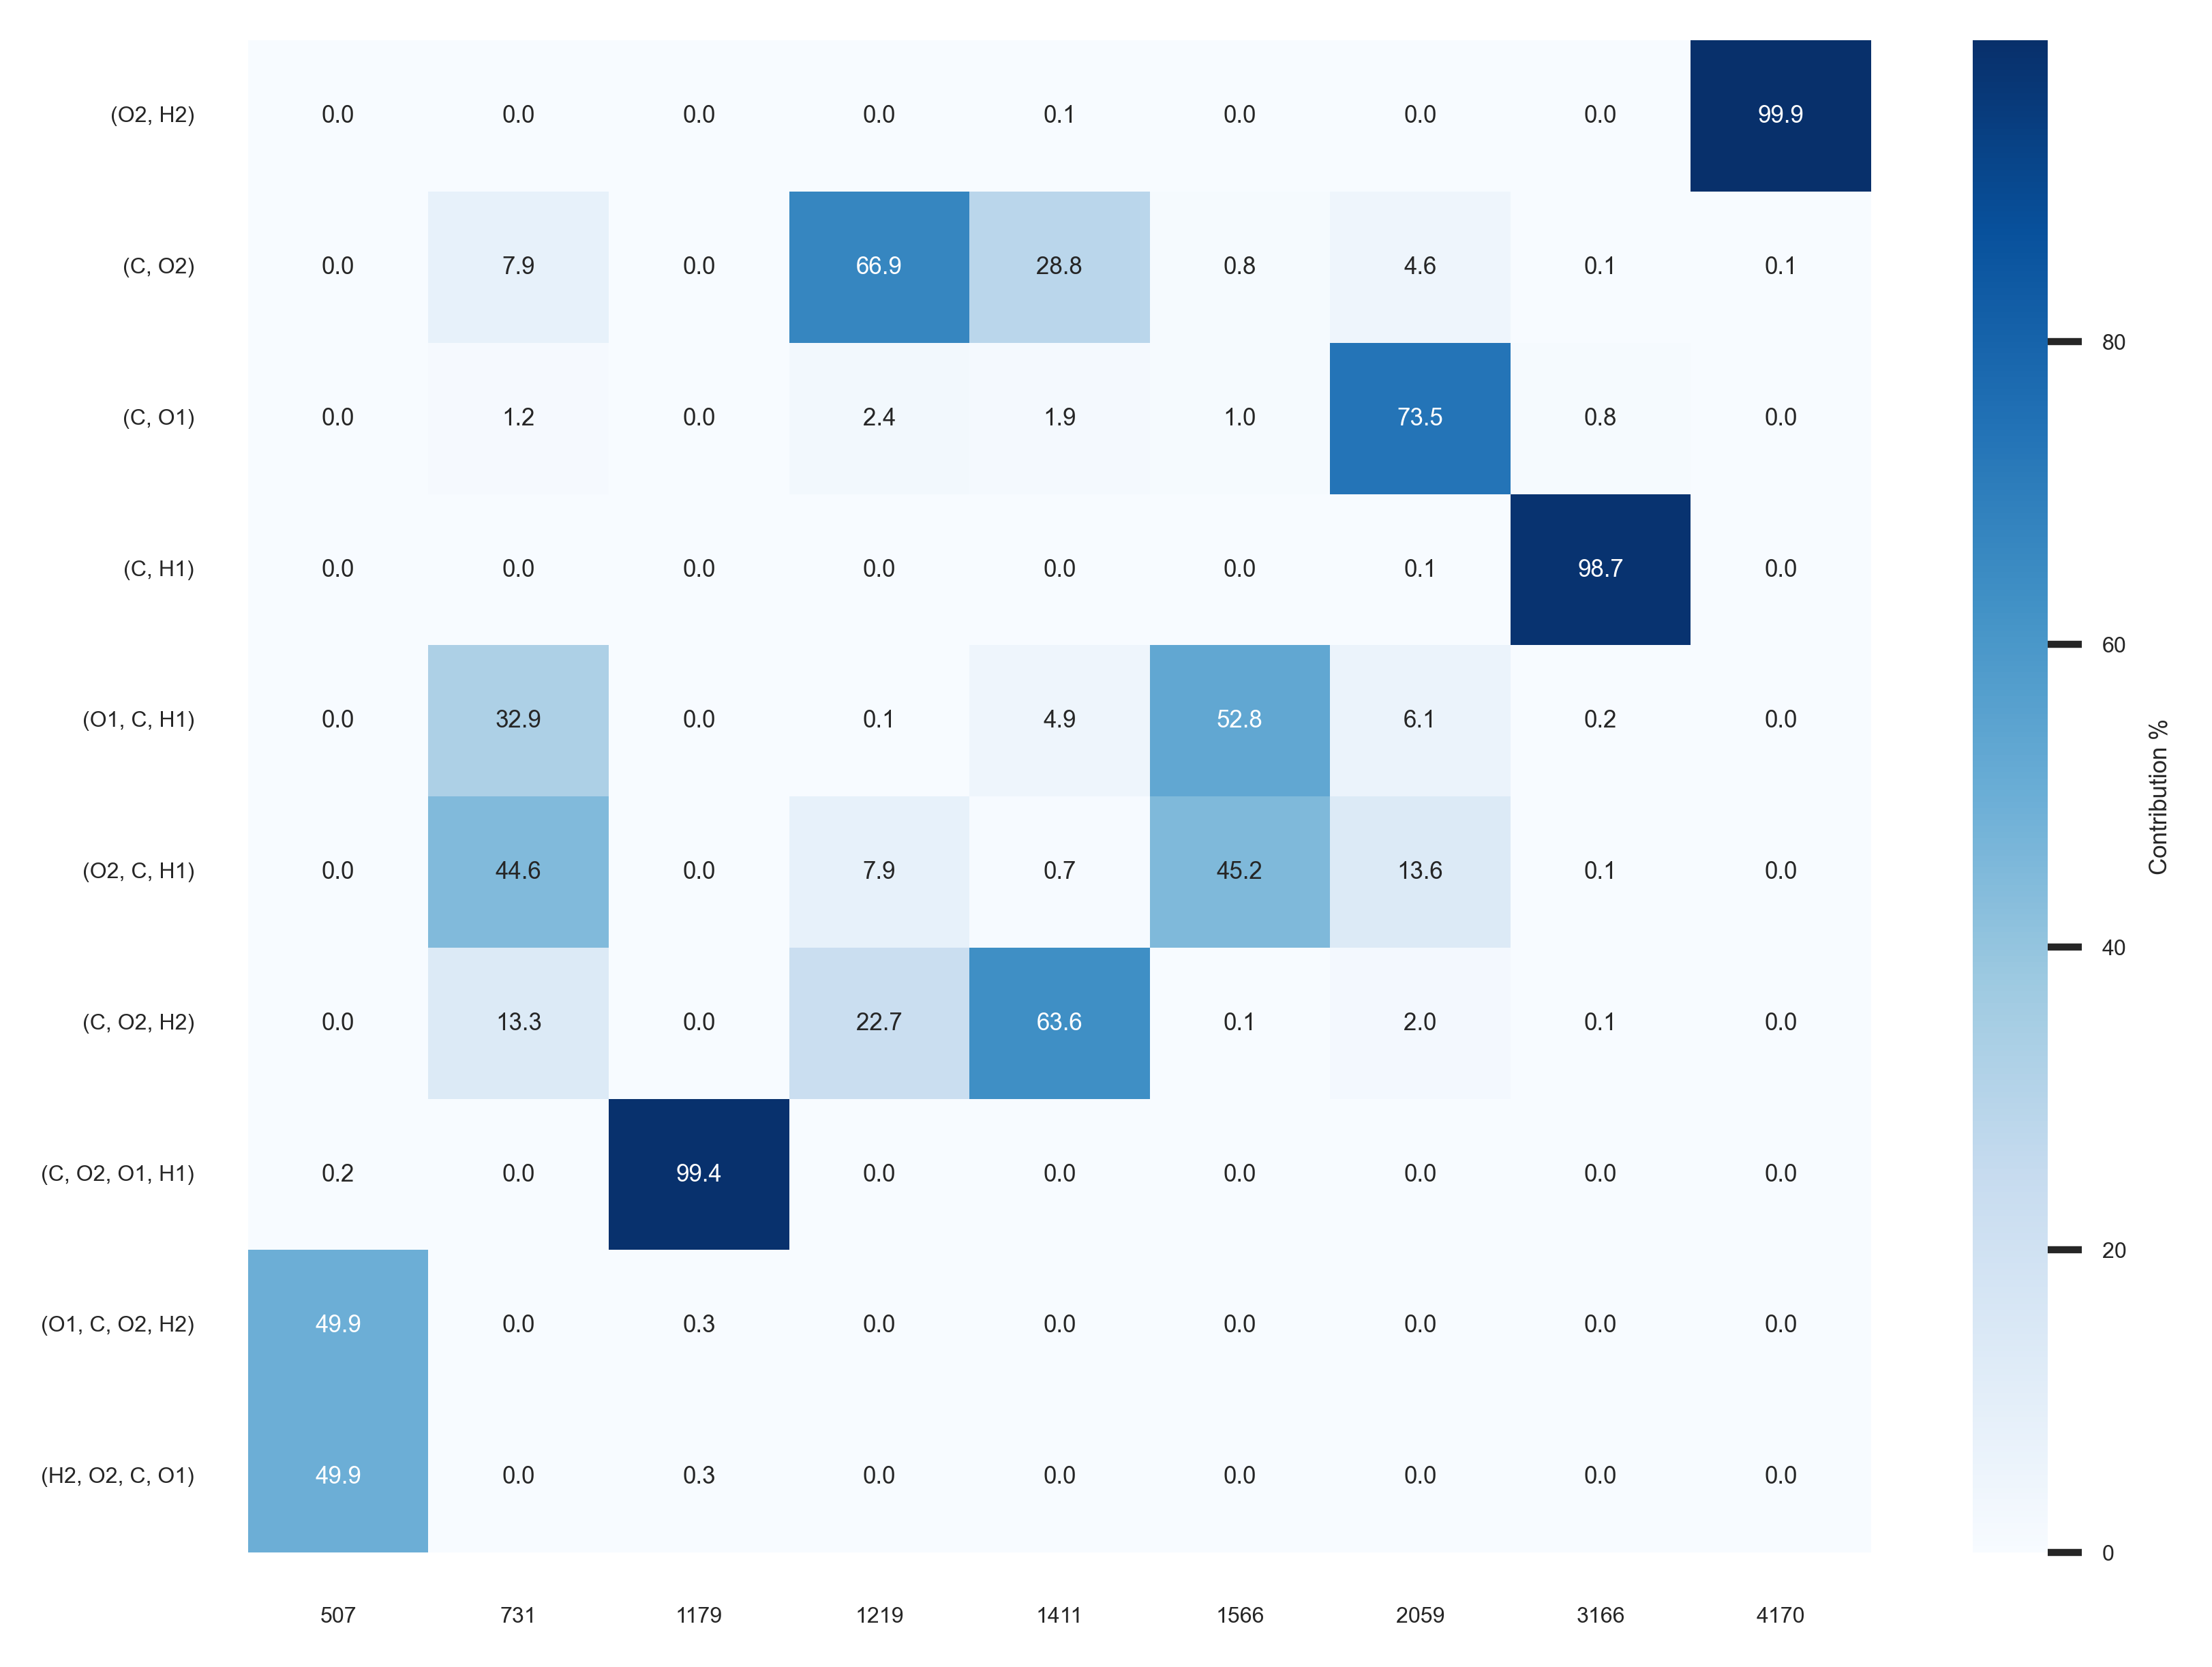 (O2, H2) 0.0 0.0 0.0 0.0 0.1 0.0 0.0 0.0 99.9
(C, O2) 0.0 7.9 0.0 66.9 28.8 0.8 4.6 0.1 0.1
80
(C, O1) 0.0 1.2 0.0 2.4 1.9 1.0 73.5 0.8 0.0
(C, H1) 0.0 0.0 0.0 0.0 0.0 0.0 0.1 98.7 0.0
60
(O1, C, H1) 0.0 32.9 0.0 0.1 4.9 52.8 6.1 0.2 0.0
Contribution %
(O2, C, H1) 0.0 44.6 0.0 7.9 0.7 45.2 13.6 0.1 0.0
40
(C, O2, H2) 0.0 13.3 0.0 22.7 63.6 0.1 2.0 0.1 0.0
(C, O2, O1, H1) 0.2 0.0 99.4 0.0 0.0 0.0 0.0 0.0 0.0
20
(O1, C, O2, H2) 49.9 0.0 0.3 0.0 0.0 0.0 0.0 0.0 0.0
(H2, O2, C, O1) 49.9 0.0 0.3 0.0 0.0 0.0 0.0 0.0 0.0
0
507 731 1179 1219 1411 1566 2059 3166 4170